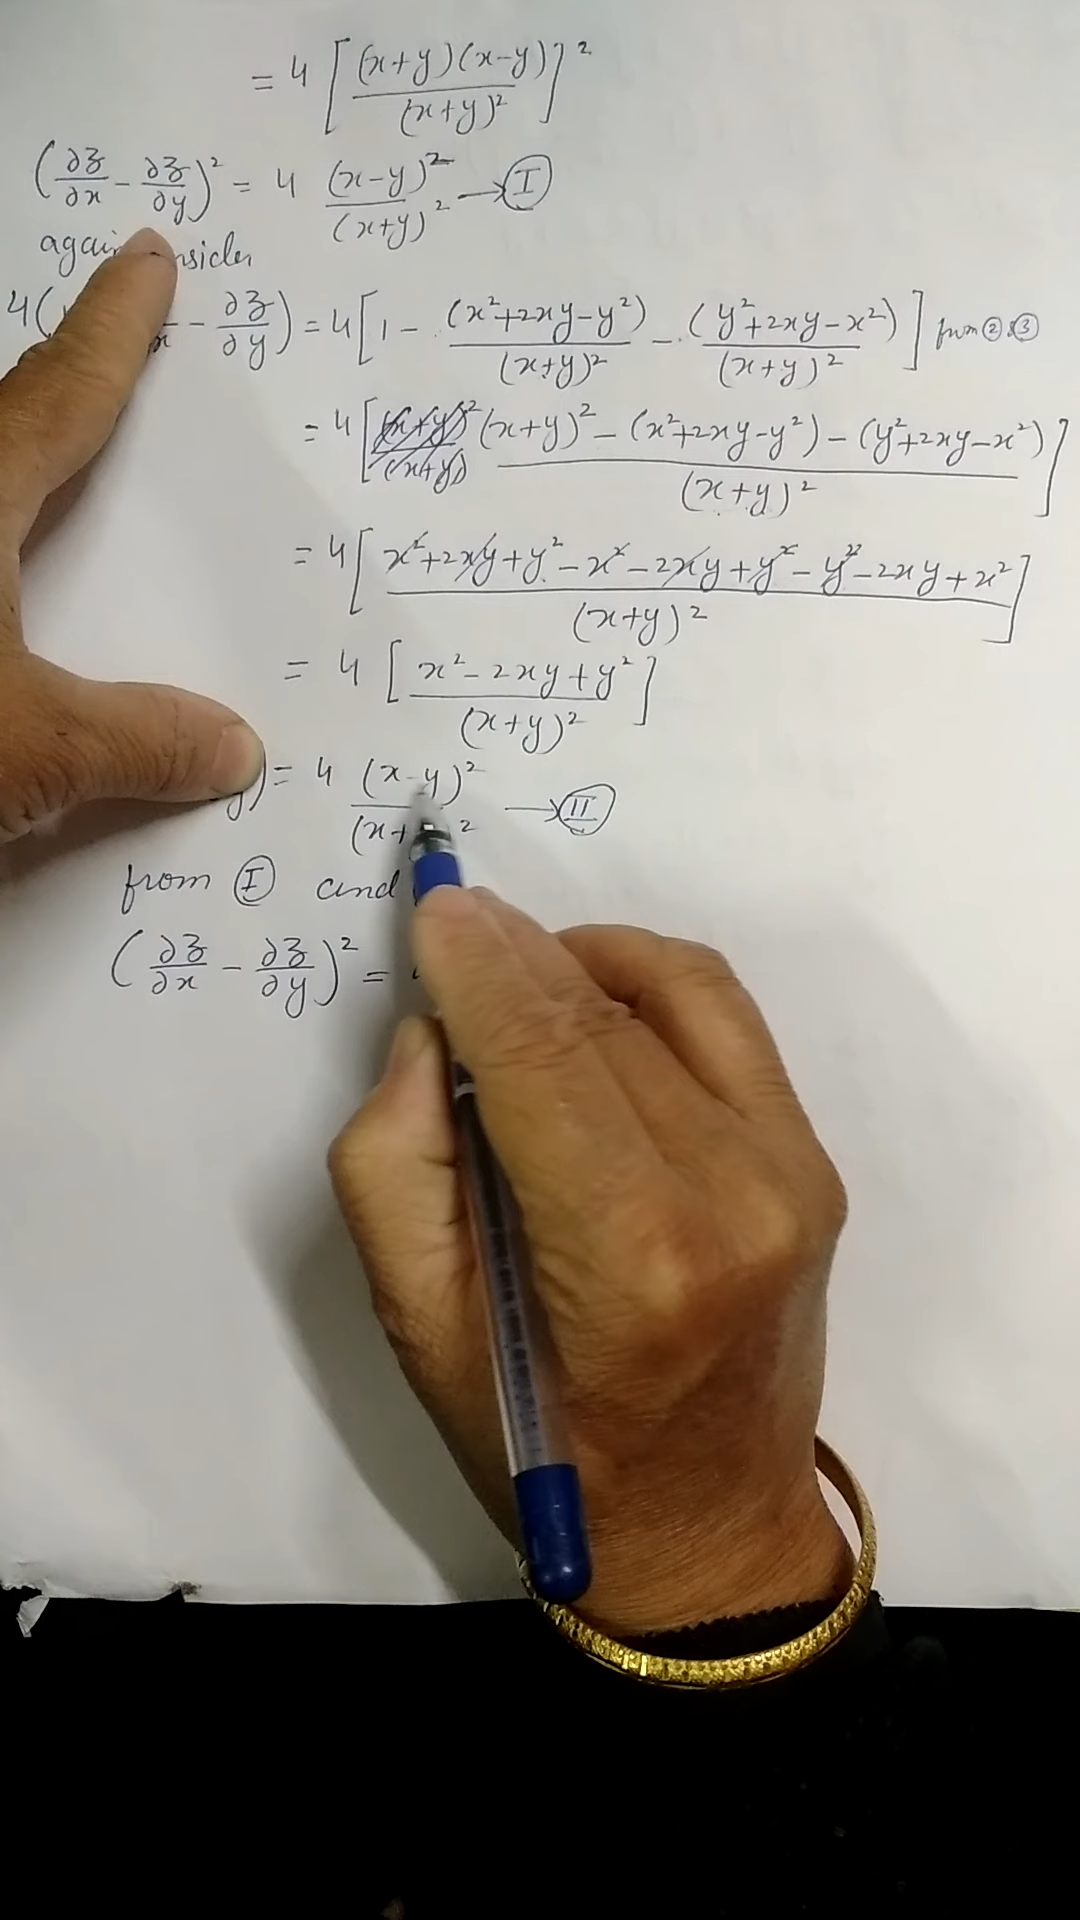 = 4 [ (x+y)(x-y) / (x+y)² ]²
(∂z/∂x - ∂z/∂y)² = 4 (x-y)² / (x+y)² → Ⓘ
again
4( - ∂z/∂y) = 4[ 1 - (x²+2xy-y²) / (x+y)² - (y²+2xy-x²) / (x+y)² ] from ② & ③
= 4[ (x+y)² - (x²+2xy-y²) - (y²+2xy-x²) / (x+y)² ]
= 4[ x²+2xy+y²-x²-2xy+y²-y²-2xy+x² / (x+y)² ]
= 4 [ x²-2xy+y² / (x+y)² ]
y) = 4 (x-y)² / (x+ ² → II
from Ⓘ and
(∂z/∂x - ∂z/∂y)² =